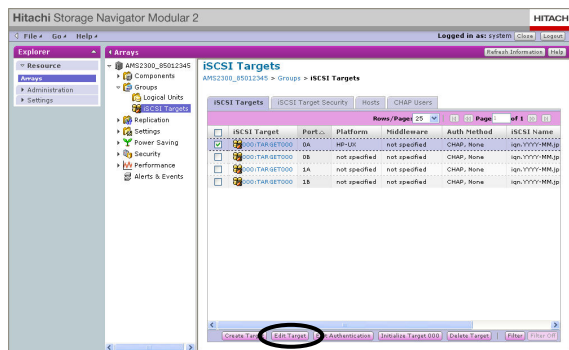 Hitachi Storage Navigator Modular 2
HITACHI
File Go Help
Logged in as: system Close Logout
Explorer
Arrays
Refresh Information Help
Resource
Arrays
Administration
Settings
AMS2300_85012345
Components
Groups
Logical Units
iSCSI Targets
Replication
Settings
Power Saving
Security
Performance
Alerts & Events
iSCSI Targets
AMS2300_85012345 > Groups > iSCSI Targets
iSCSI Targets iSCSI Target Security Hosts CHAP Users
Rows/Page: 25 Page 1 of 1
iSCSI Target Port Platform Middleware Auth Method iSCSI Name
000:TARGET000 0A HP-UX not specified CHAP, None iqn.YYYY-MM.jp
000:TARGET000 0B not specified not specified CHAP, None iqn.YYYY-MM.jp
000:TARGET000 1A not specified not specified CHAP, None iqn.YYYY-MM.jp
000:TARGET000 1B not specified not specified CHAP, None iqn.YYYY-MM.jp
Create Target Edit Target Authentication Initialize Target 000 Delete Target Filter Filter Off